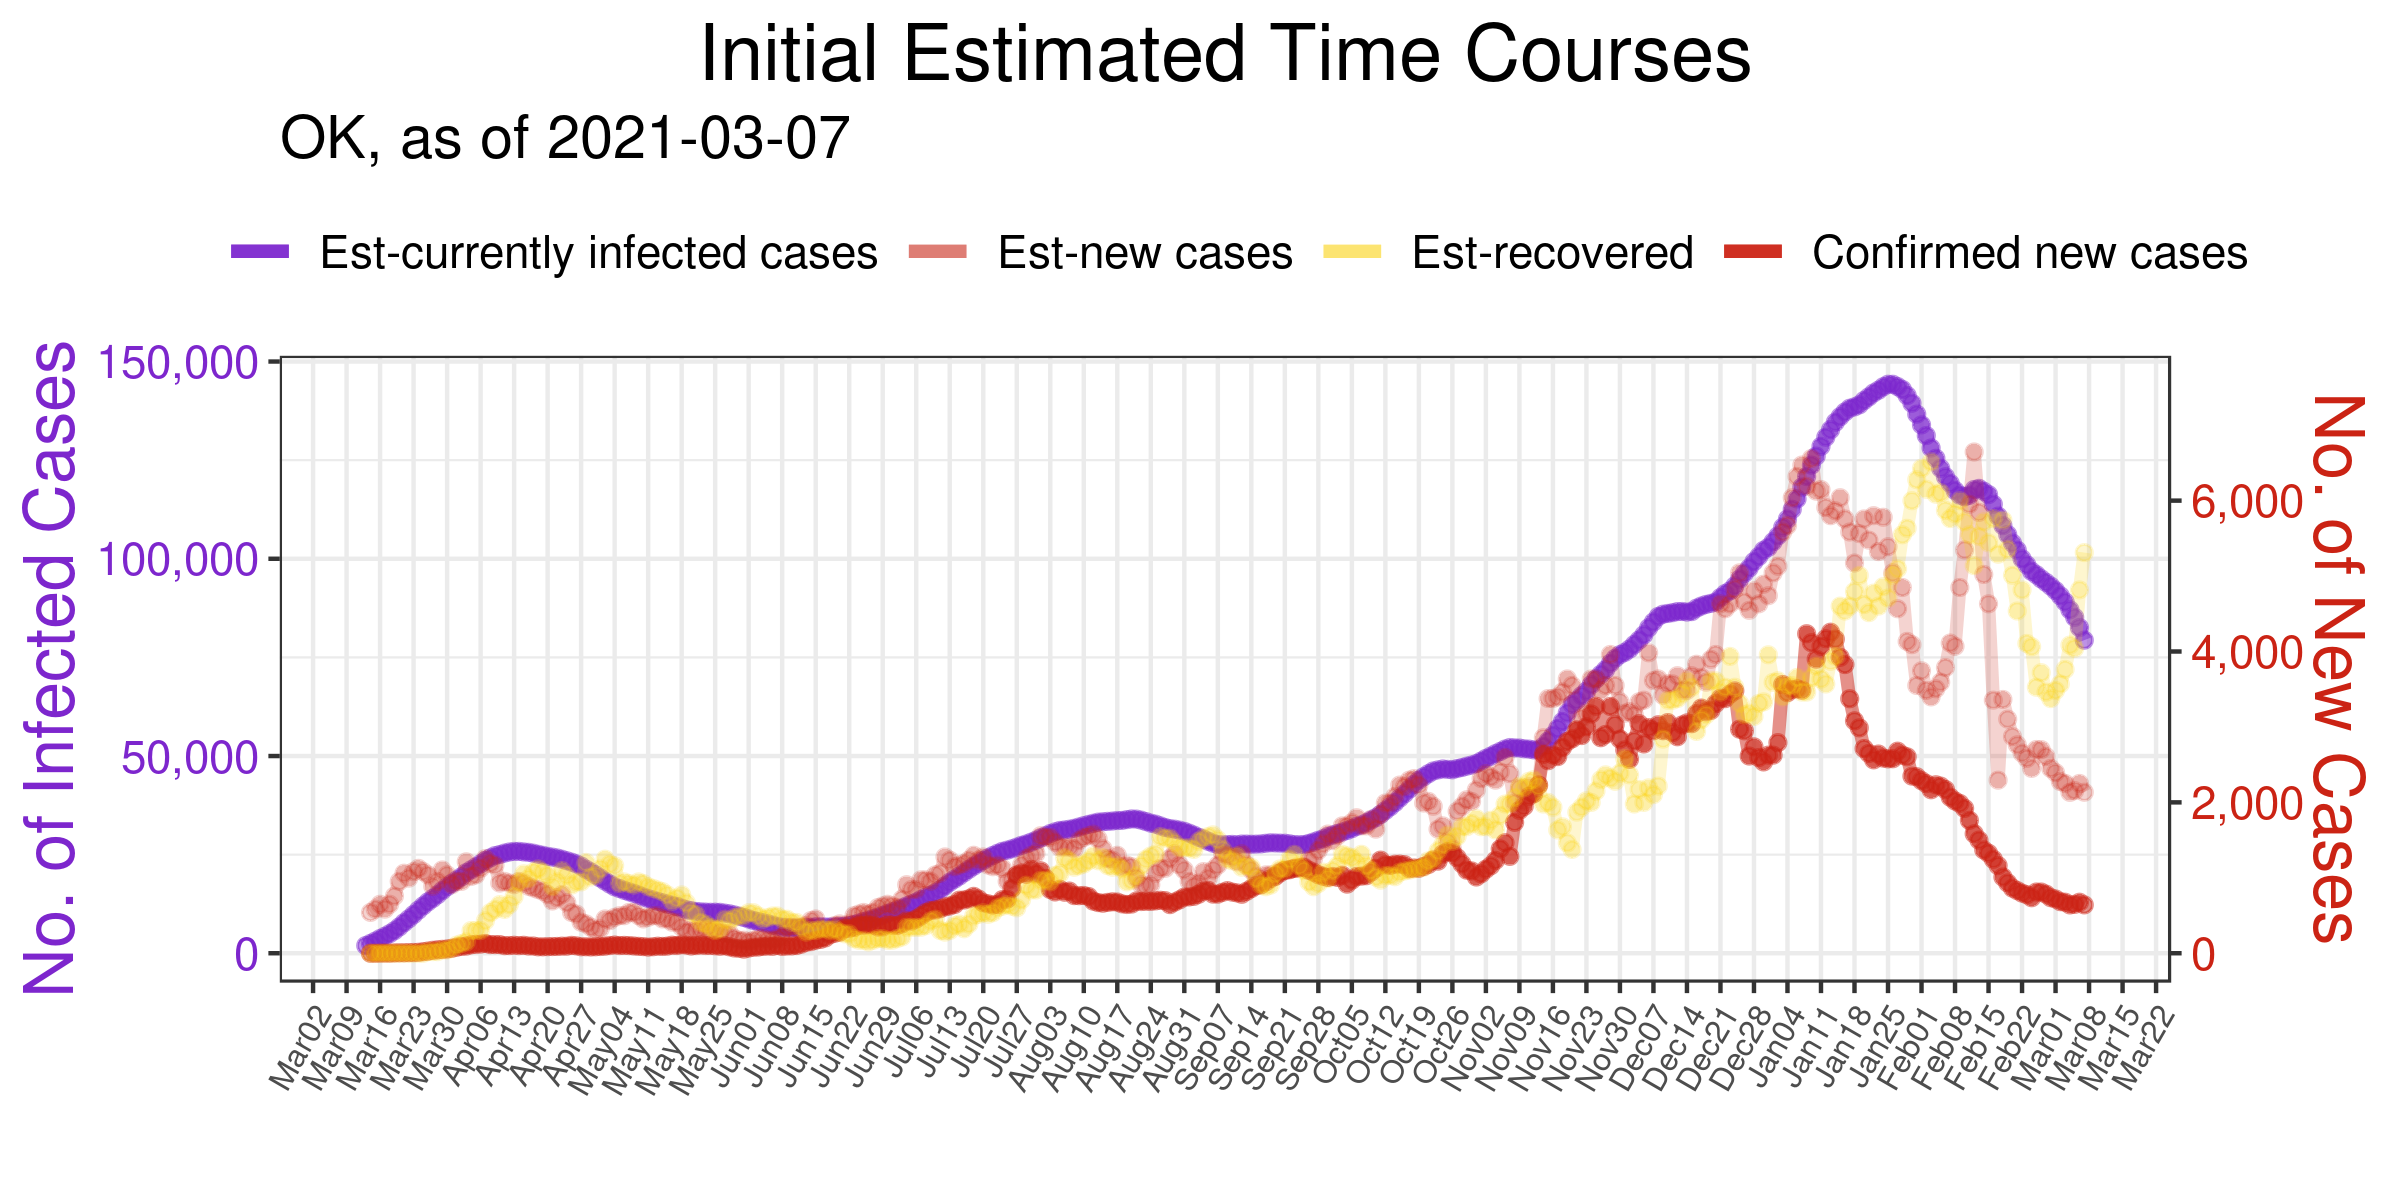 Initial Estimated Time Courses
OK, as of 2021-03-07
Est-currently infected cases Est-new cases Est-recovered Confirmed new cases
No. of Infected Cases
150,000
100,000
50,000
0
No. of New Cases
6,000
4,000
2,000
0
Mar02 Mar09 Mar16 Mar23 Mar30 Apr06 Apr13 Apr20 Apr27 May04 May11 May18 May25 Jun01 Jun08 Jun15 Jun22 Jun29 Jul06 Jul13 Jul20 Jul27 Aug03 Aug10 Aug17 Aug24 Aug31 Sep07 Sep14 Sep21 Sep28 Oct05 Oct12 Oct19 Oct26 Nov02 Nov09 Nov16 Nov23 Nov30 Dec07 Dec14 Dec21 Dec28 Jan04 Jan11 Jan18 Jan25 Feb01 Feb08 Feb15 Feb22 Mar01 Mar08 Mar15 Mar22